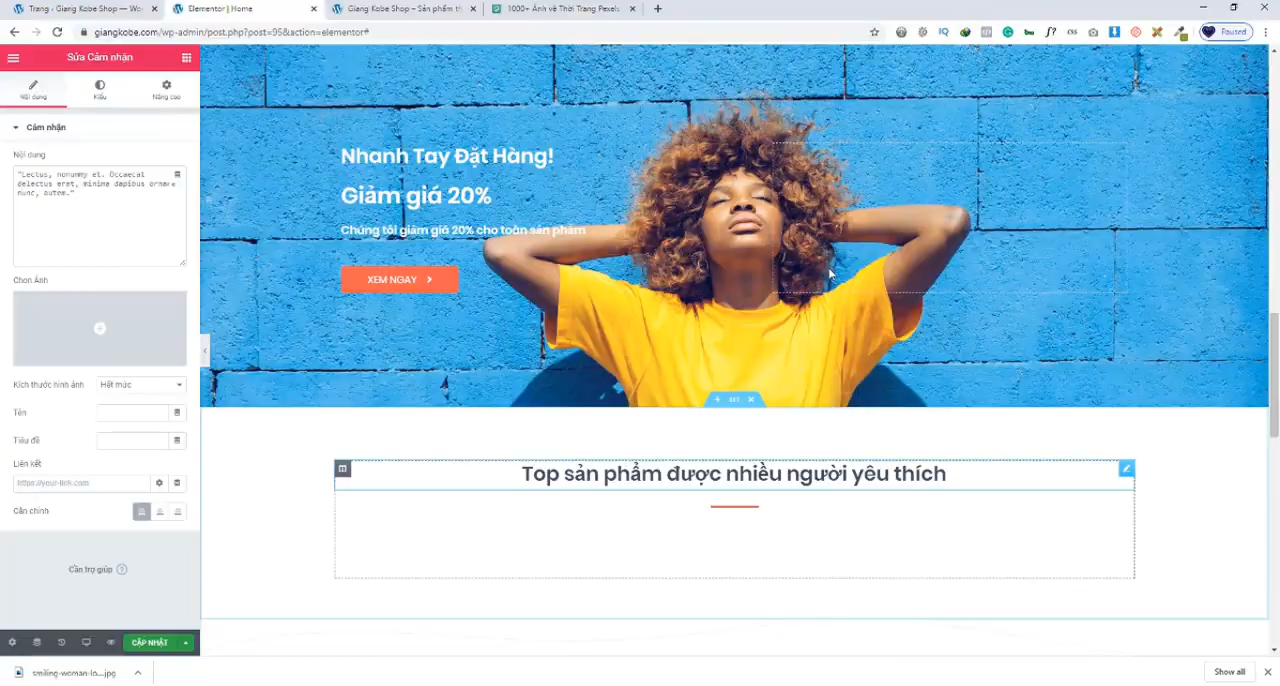 Trang ‹ Giang Kobe Shop — Wo
Elementor | Home
Giang Kobe Shop – Sản phẩm th
1000+ Ảnh về Thời Trang Pexels
giangkobe.com/wp-admin/post.php?post=95&action=elementor#
Paused
Sửa Cảm nhận
Nội dung
Kiểu
Nâng cao
Cảm nhận
Nội dung
"Lectus, nonummy et. Occaecat
delectus erat, minima dapibus ornare
nunc, autem."
Chọn Ảnh
Kích thước hình ảnh
Hết mức
Tên
Tiêu đề
Liên kết
https://your-link.com
Căn chỉnh
Cần trợ giúp
CẬP NHẬT
Nhanh Tay Đặt Hàng!
Giảm giá 20%
Chúng tôi giảm giá 20% cho toàn sản phẩm
XEM NGAY
Top sản phẩm được nhiều người yêu thích
smiling-woman-lo....jpg
Show all